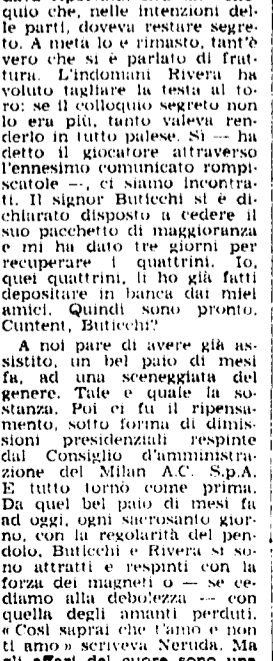 quio che, nelle intenzioni del-
le parti, doveva restare segre-
to. A metà lo è rimasto, tant'è
vero che si è parlato di frat-
tura. L'indomani Rivera ha
voluto tagliare la testa al to-
ro: se il colloquio segreto non
lo era più, tanto valeva ren-
derlo in tutto palese. Sì — ha
detto il giocatore attraverso
l'ennesimo comunicato rompi-
scatole —, ci siamo incontra-
ti. Il signor Buticchi si è di-
chiarato disposto a cedere il
suo pacchetto di maggioranza
e mi ha dato tre giorni per
recuperare i quattrini. Io,
quei quattrini, li ho già fatti
depositare in banca dai miei
amici. Quindi sono pronto.
Cuntent, Buticchi?
A noi pare di avere già as-
sistito, un bel paio di mesi
fa, ad una sceneggiata del
genere. Tale e quale la so-
stanza. Poi ci fu il ripensa-
mento, sotto forma di dimis-
sioni presidenziali respinte
dal Consiglio d'amministra-
zione del Milan A.C. S.p.A.
E tutto tornò come prima.
Da quel bel paio di mesi fa
ad oggi, ogni sacrosanto gior-
no, con la regolarità del pen-
dolo, Buticchi e Rivera si so-
no attratti e respinti con la
forza dei magneti o — se ce-
diamo alla debolezza — con
quella degli amanti perduti.
« Così saprai che t'amo e non
ti amo » scriveva Neruda. Ma
gli affari del cuore sono una